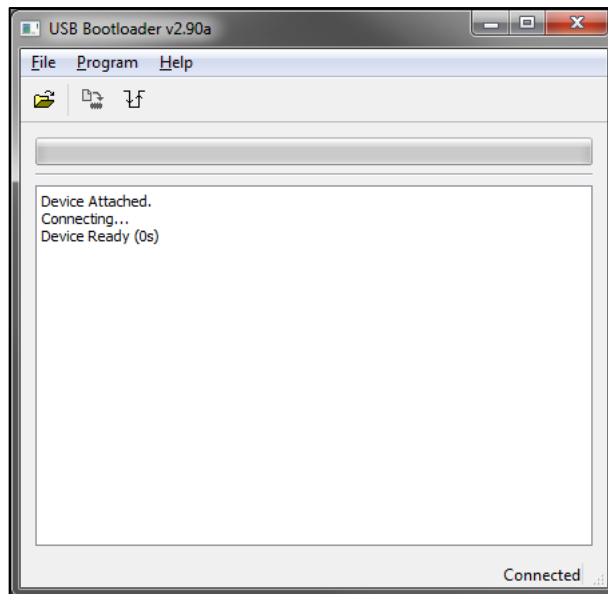 USB Bootloader v2.90a
File Program Help
Device Attached.
Connecting...
Device Ready (0s)
Connected